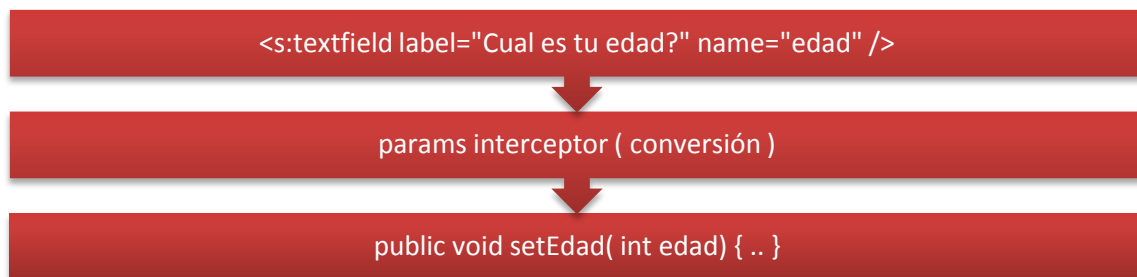 <s:textfield label="Cual es tu edad?" name="edad" />
params interceptor ( conversión )
public void setEdad( int edad) { .. }